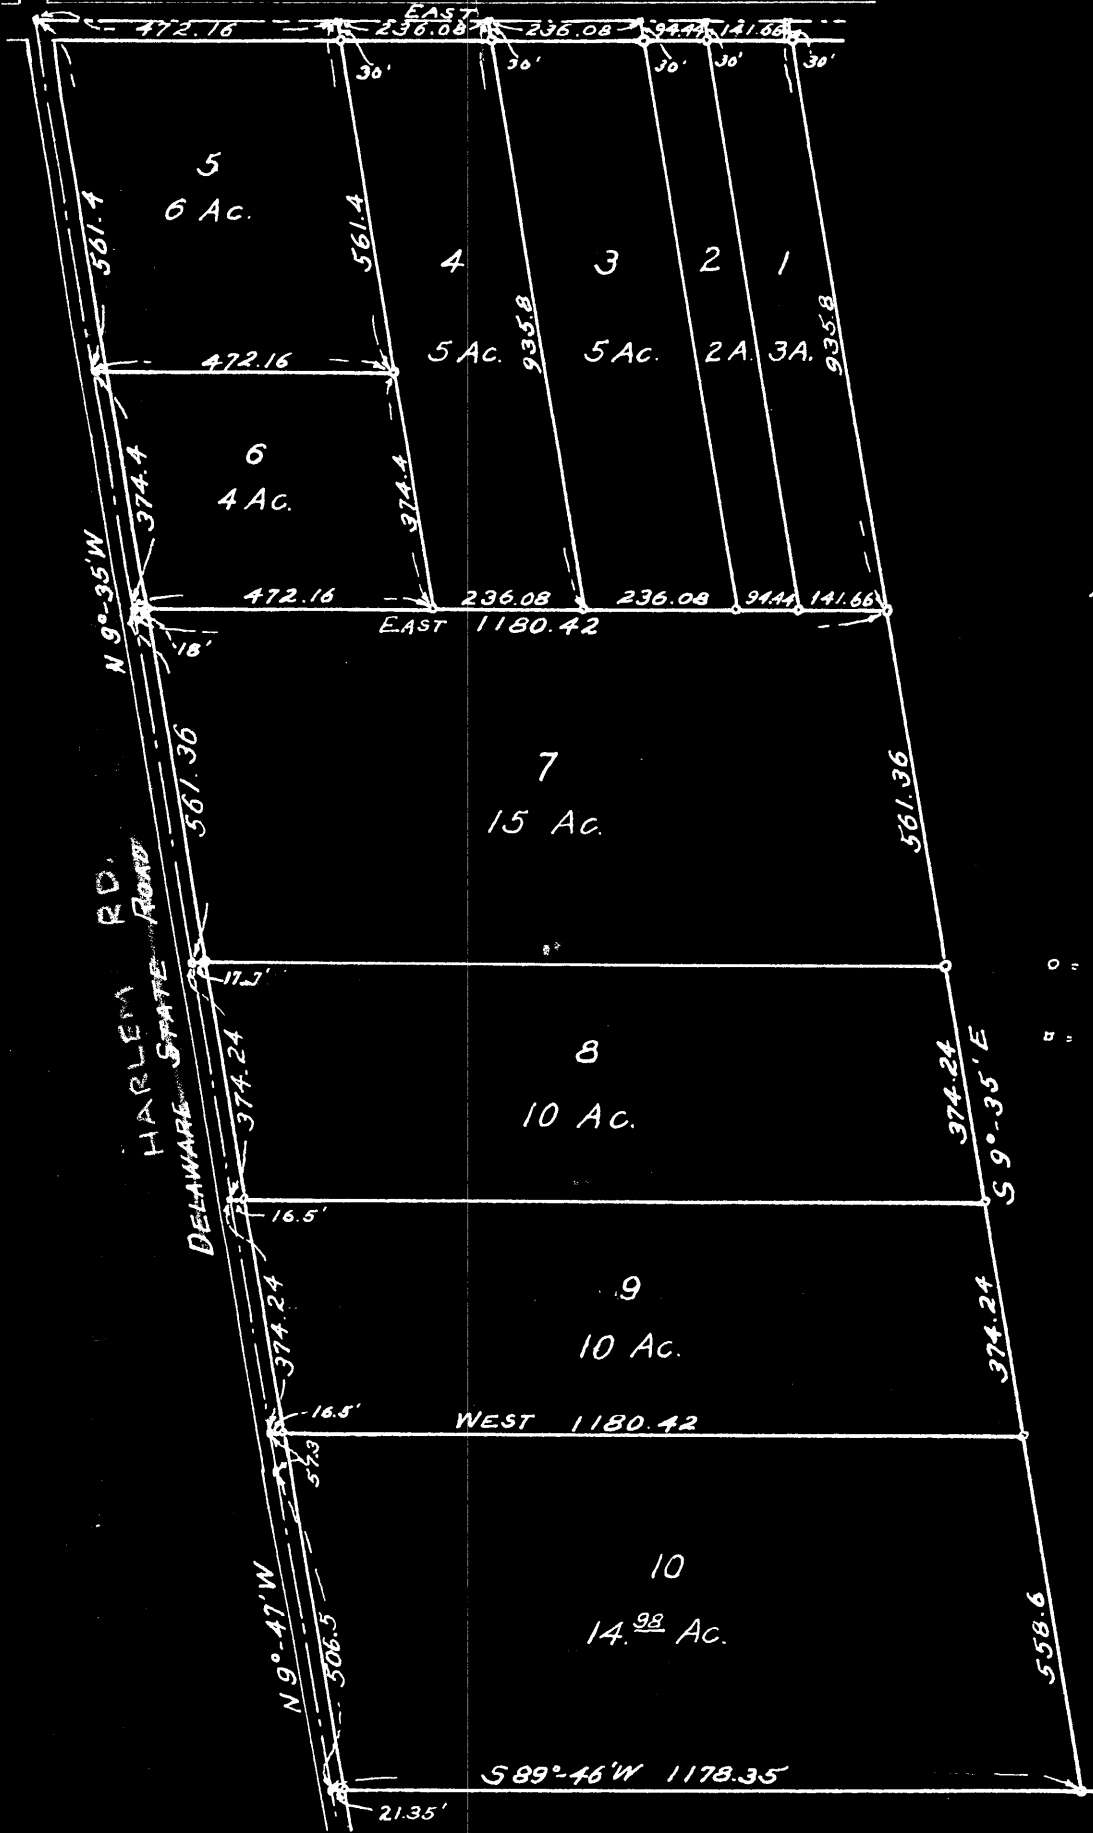 EAST
472.16 236.08 236.08 94.44 141.66
30' 30' 30' 30' 30'
5
6 Ac.
561.4
561.4
4
5 Ac.
935.8
3
5 Ac.
2
2 A.
1
3 A.
935.8
472.16
6
4 Ac.
374.4
374.4
N 9°-35' W
472.16 236.08 236.08 94.44 141.66
EAST 1180.42
18'
7
15 Ac.
561.36
561.36
HARLEM RD.
DELAWARE STATE ROAD
17.7'
o =
¤ =
8
10 Ac.
374.24
374.24
S 9°-35' E
16.5'
9
10 Ac.
374.24
374.24
16.5'
WEST 1180.42
57.3
10
14.98 Ac.
N 9°-47' W
506.5
558.6
S 89°-46' W 1178.35
21.35'